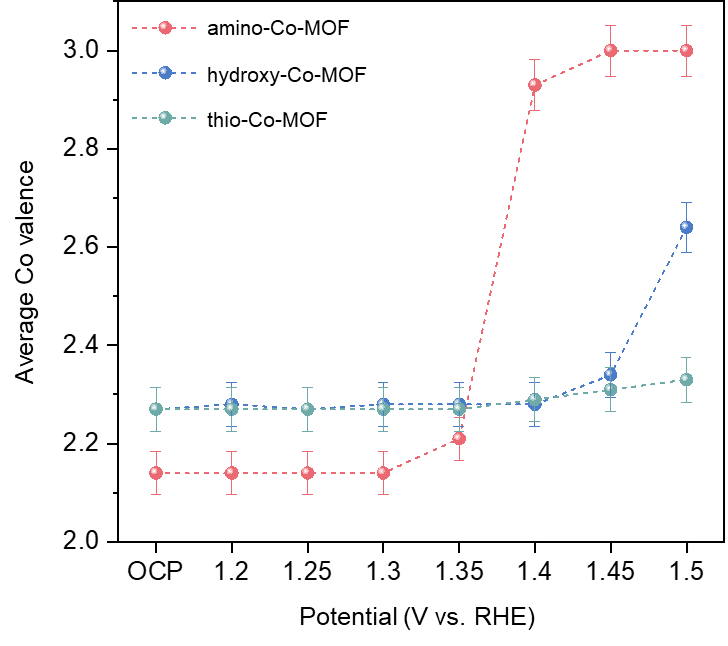 amino-Co-MOF
hydroxy-Co-MOF
thio-Co-MOF
Average Co valence
3.0
2.8
2.6
2.4
2.2
2.0
OCP 1.2 1.25 1.3 1.35 1.4 1.45 1.5
Potential (V vs. RHE)